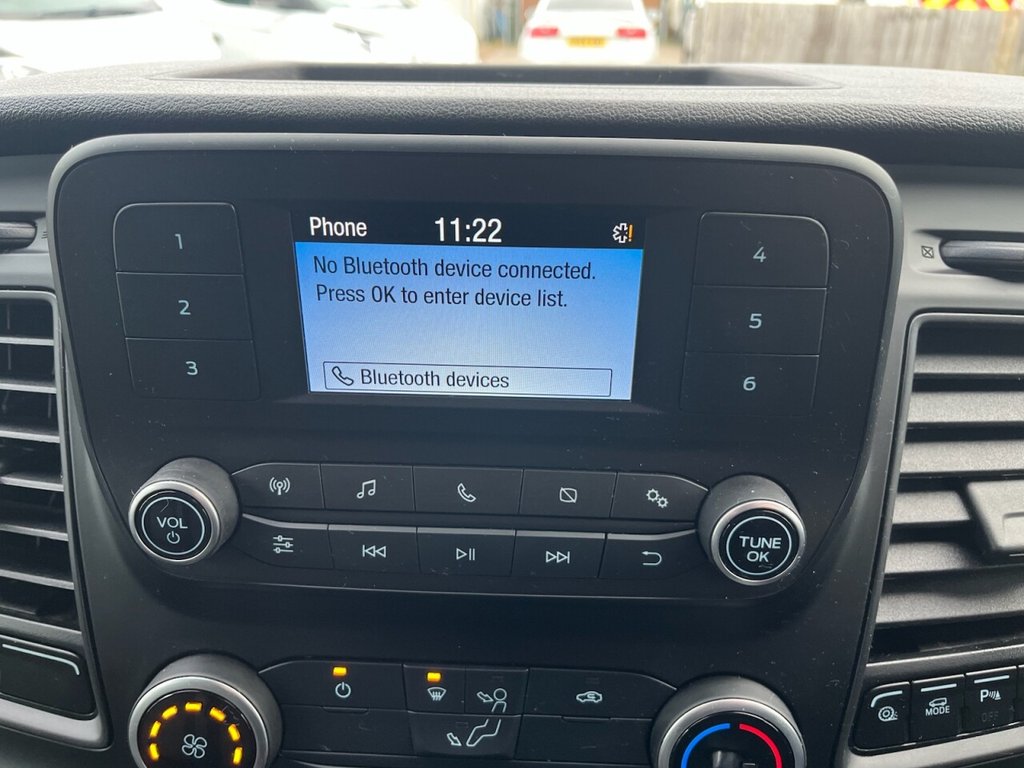 Phone 11:22
No Bluetooth device connected.
Press OK to enter device list.
Bluetooth devices
1
2
3
4
5
6
VOL
TUNE
OK
MODE
P
OFF